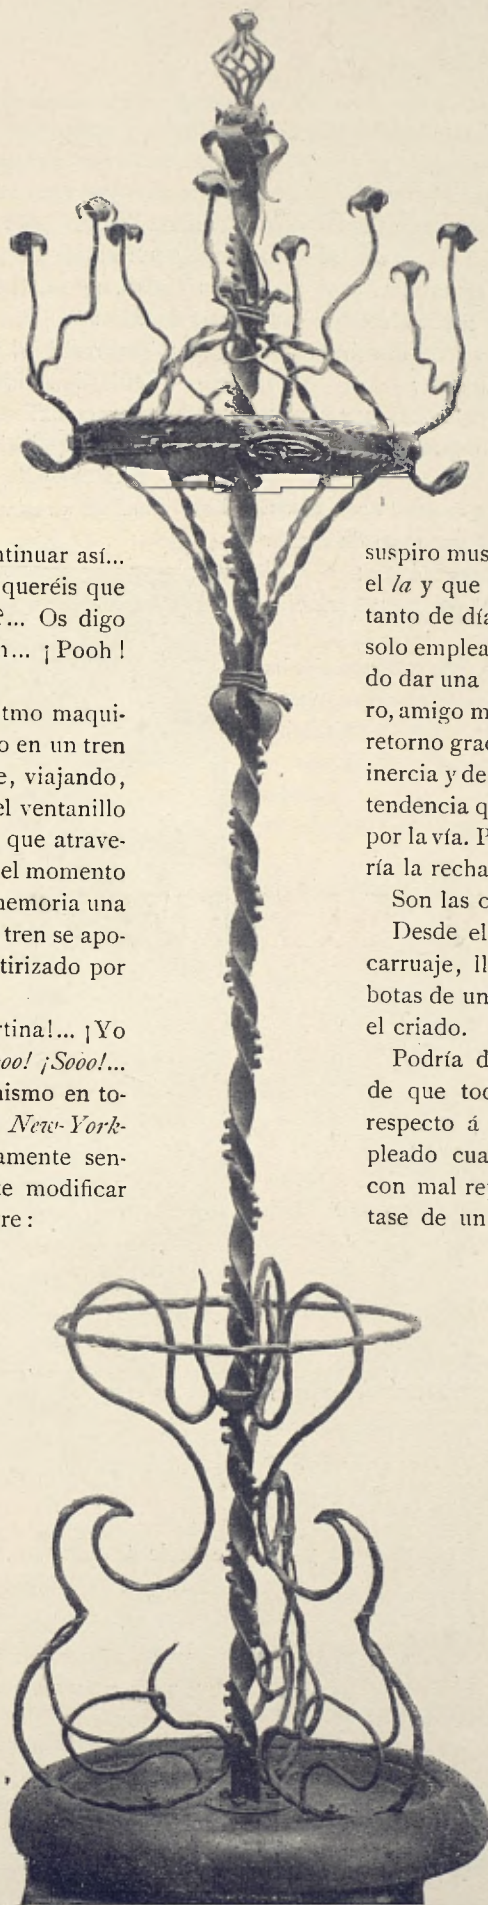 ntinuar así...
queréis que
?... Os digo
n... ¡ Pooh !
tmo maqui-
o en un tren
e, viajando,
el ventanillo
que atrave-
el momento
nemoria una
tren se apo-
tirizado por
rtina!... ¡Yo
ooo! ¡Sooo!...
nismo en to-
New-York-
amente sen-
te modificar
re :
suspiro mus
el la y que
tanto de día
solo emplea
do dar una
ro, amigo m
retorno grac
inercia y de
tendencia q
por la vía. P
ría la recha
Son las c
Desde el
carruaje, ll
botas de un
el criado.
Podría d
de que toc
respecto á
pleado cua
con mal re
tase de un